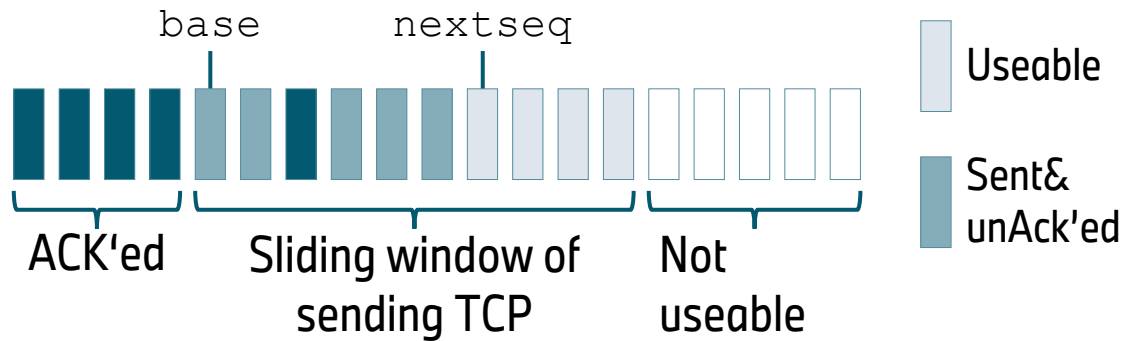 base
nextseq
Useable
Sent&
unAck'ed
ACK‘ed
Sliding window of
sending TCP
Not
useable